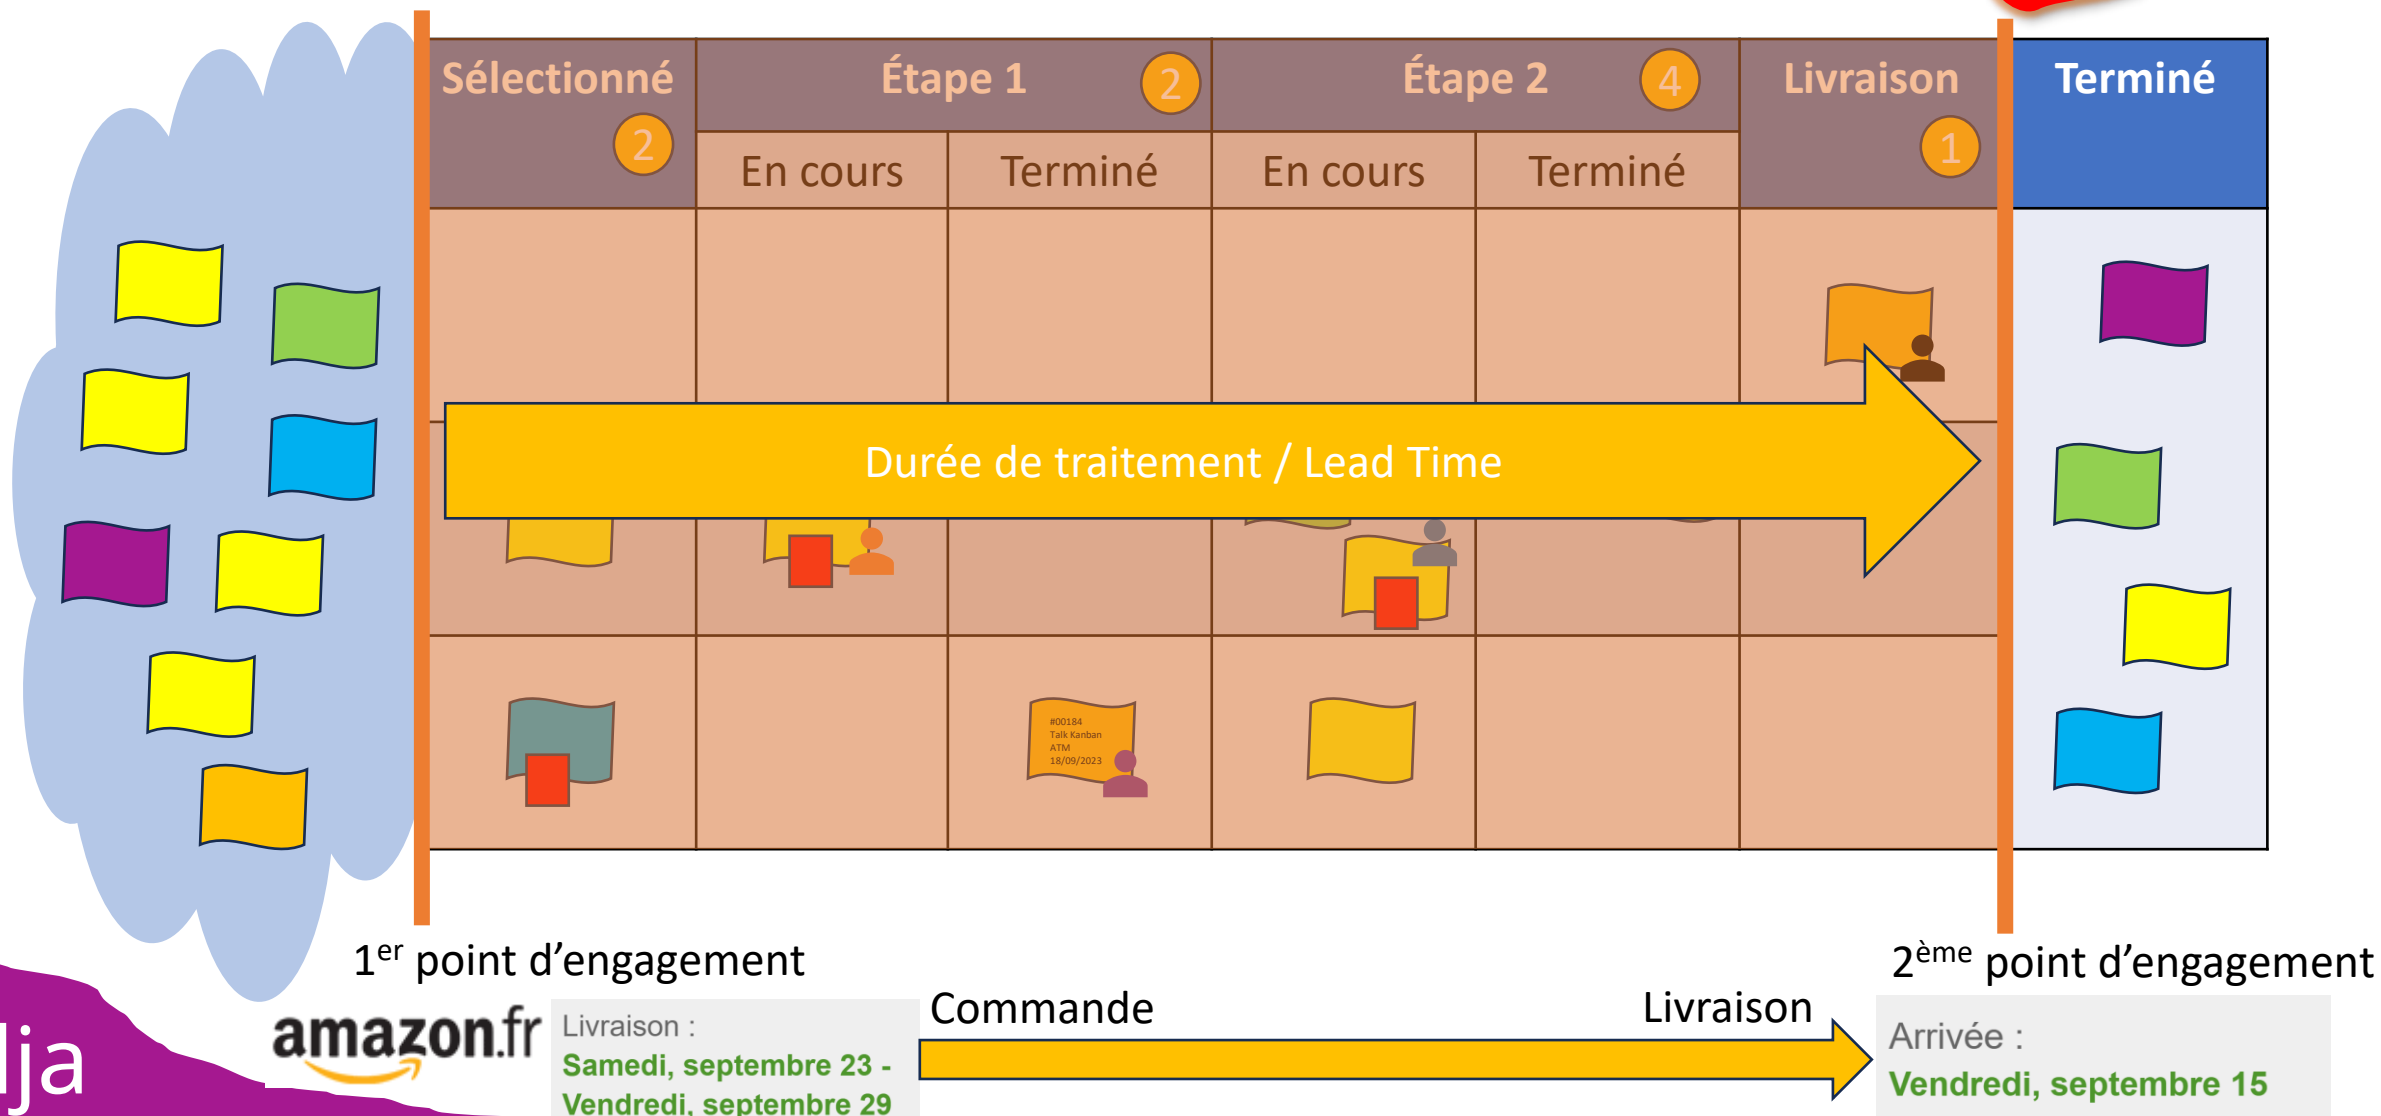 Sélectionné
2
Étape 1
2
Étape 2
4
Livraison
1
Terminé
En cours
Terminé
En cours
Terminé
Durée de traitement / Lead Time
#00184
Talk Kanban
ATM
18/09/2023
1er point d’engagement
2ème point d’engagement
amazon.fr
Livraison :
Samedi, septembre 23 -
Vendredi, septembre 29
Commande
Livraison
Arrivée :
Vendredi, septembre 15